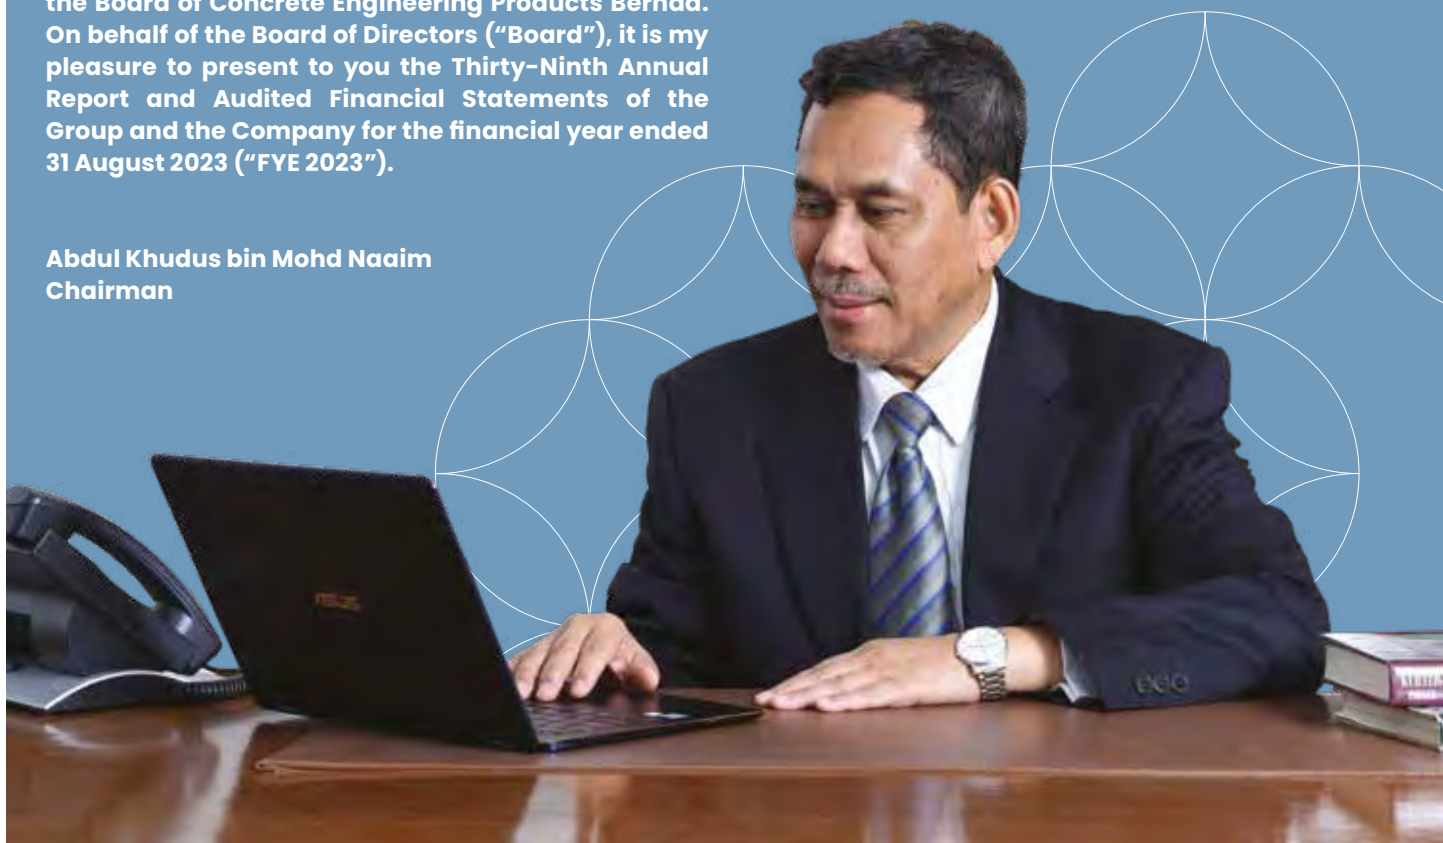 the Board of Concrete Engineering Products Berhad.
On behalf of the Board of Directors (“Board”), it is my
pleasure to present to you the Thirty-Ninth Annual
Report and Audited Financial Statements of the
Group and the Company for the financial year ended
31 August 2023 (“FYE 2023”).
Abdul Khudus bin Mohd Naaim
Chairman
ASUS